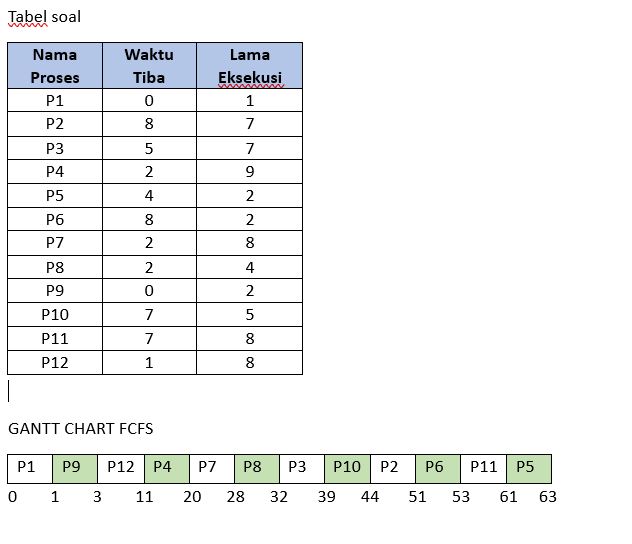 Tabel soal
Nama Proses Waktu Tiba Lama Eksekusi
P1 0 1
P2 8 7
P3 5 7
P4 2 9
P5 4 2
P6 8 2
P7 2 8
P8 2 4
P9 0 2
P10 7 5
P11 7 8
P12 1 8
GANTT CHART FCFS
P1 P9 P12 P4 P7 P8 P3 P10 P2 P6 P11 P5
0 1 3 11 20 28 32 39 44 51 53 61 63